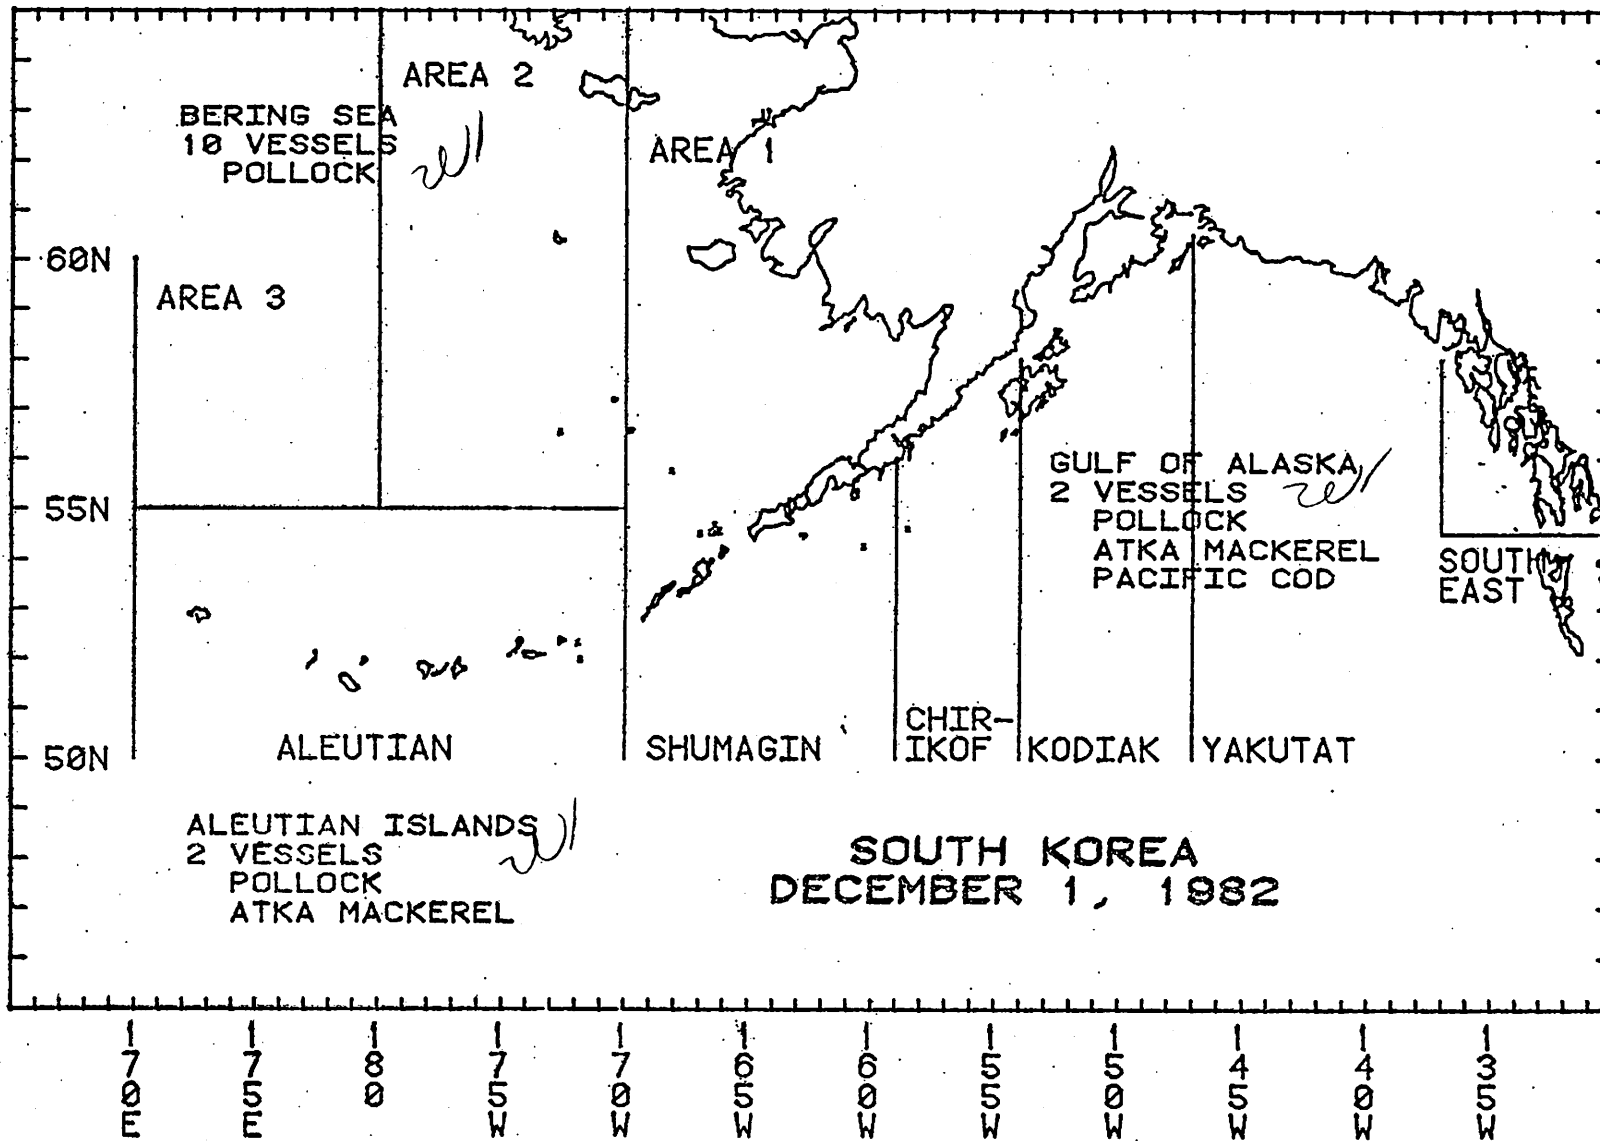 AREA 2
BERING SEA
10 VESSELS
POLLOCK
AREA 1
60N
AREA 3
GULF OF ALASKA
2 VESSELS
POLLOCK
ATKA MACKEREL
PACIFIC COD
55N
SOUTH
EAST
50N
ALEUTIAN
SHUMAGIN
CHIR-
IKOF
KODIAK
YAKUTAT
ALEUTIAN ISLANDS
2 VESSELS
POLLOCK
ATKA MACKEREL
SOUTH KOREA
DECEMBER 1, 1982
170E
175E
180
175W
170W
165W
160W
155W
150W
145W
140W
135W